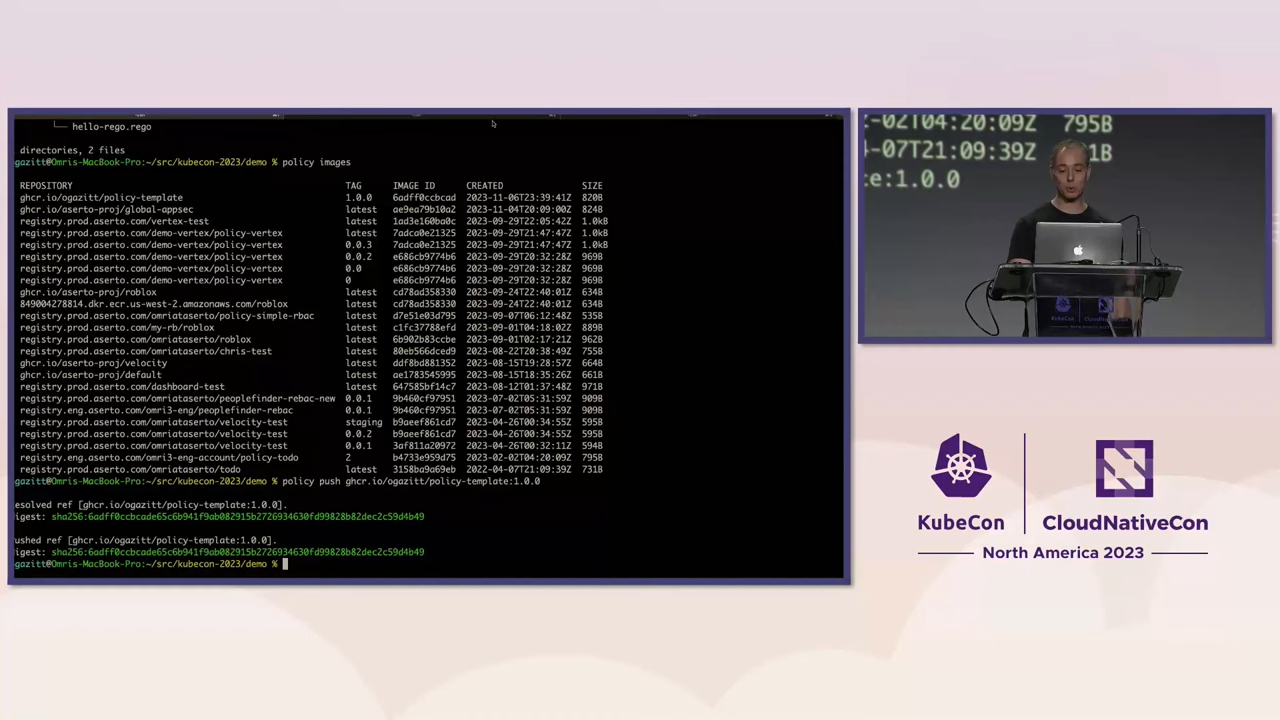 └── hello-rego.rego
directories, 2 files
gazitt@Omris-MacBook-Pro:~/src/kubecon-2023/demo % policy images
REPOSITORY TAG IMAGE ID CREATED SIZE
ghcr.io/ogazitt/policy-template 1.0.0 6adff0ccbcad 2023-11-06T23:39:41Z 820B
ghcr.io/aserto-proj/global-appsec latest ae9ea79b10a2 2023-11-04T20:09:00Z 824B
registry.prod.aserto.com/vertex-test latest 1ad3e160ba0c 2023-09-29T22:05:42Z 1.0kB
registry.prod.aserto.com/demo-vertex/policy-vertex latest 7adca0e21325 2023-09-29T21:47:47Z 1.0kB
registry.prod.aserto.com/demo-vertex/policy-vertex 0.0.3 7adca0e21325 2023-09-29T21:47:47Z 1.0kB
registry.prod.aserto.com/demo-vertex/policy-vertex 0.0.2 e686cb9774b6 2023-09-29T20:32:28Z 969B
registry.prod.aserto.com/demo-vertex/policy-vertex 0.0 e686cb9774b6 2023-09-29T20:32:28Z 969B
registry.prod.aserto.com/demo-vertex/policy-vertex 0 e686cb9774b6 2023-09-29T20:32:28Z 969B
ghcr.io/aserto-proj/roblox latest cd78ad358330 2023-09-24T22:40:01Z 634B
849004278814.dkr.ecr.us-west-2.amazonaws.com/roblox latest cd78ad358330 2023-09-24T22:40:01Z 634B
registry.prod.aserto.com/omriataserto/policy-simple-rbac latest d7e51e03d795 2023-09-07T06:12:48Z 535B
registry.prod.aserto.com/my-rb/roblox latest c1fc37788efd 2023-09-01T04:18:02Z 889B
registry.prod.aserto.com/omriataserto/roblox latest 6b902b83ccbe 2023-09-01T02:17:21Z 962B
registry.prod.aserto.com/omriataserto/chris-test latest 80eb566dced9 2023-08-22T20:38:49Z 755B
ghcr.io/aserto-proj/velocity latest ddf8bd881352 2023-08-15T19:28:57Z 664B
ghcr.io/aserto-proj/default latest ae1783545995 2023-08-15T18:35:26Z 661B
registry.prod.aserto.com/dashboard-test latest 647585bf14c7 2023-08-12T01:37:48Z 971B
registry.prod.aserto.com/omriataserto/peoplefinder-rebac-new 0.0.1 9b460cf97951 2023-07-02T05:31:59Z 909B
registry.eng.aserto.com/omri3-eng/peoplefinder-rebac 0.0.1 9b460cf97951 2023-07-02T05:31:59Z 909B
registry.prod.aserto.com/omriataserto/velocity-test staging b9aeef861cd7 2023-04-26T00:34:55Z 595B
registry.prod.aserto.com/omriataserto/velocity-test 0.0.2 b9aeef861cd7 2023-04-26T00:34:55Z 595B
registry.prod.aserto.com/omriataserto/velocity-test 0.0.1 3af811a20972 2023-04-26T00:32:11Z 594B
registry.eng.aserto.com/omri3-eng-account/policy-todo 2 b4733e959d75 2023-02-02T04:20:09Z 795B
registry.prod.aserto.com/omriataserto/todo latest 3158ba9a69eb 2022-04-07T21:09:39Z 731B
gazitt@Omris-MacBook-Pro:~/src/kubecon-2023/demo % policy push ghcr.io/ogazitt/policy-template:1.0.0
esolved ref [ghcr.io/ogazitt/policy-template:1.0.0].
igest: sha256:6adff0ccbcade65c6b941f9ab082915b2726934630fd99828b82dec2c59d4b49
ushed ref [ghcr.io/ogazitt/policy-template:1.0.0].
igest: sha256:6adff0ccbcade65c6b941f9ab082915b2726934630fd99828b82dec2c59d4b49
gazitt@Omris-MacBook-Pro:~/src/kubecon-2023/demo %
-02T04:20:09Z 795B
-07T21:09:39Z 1B
te:1.0.0
KubeCon
CloudNativeCon
North America 2023